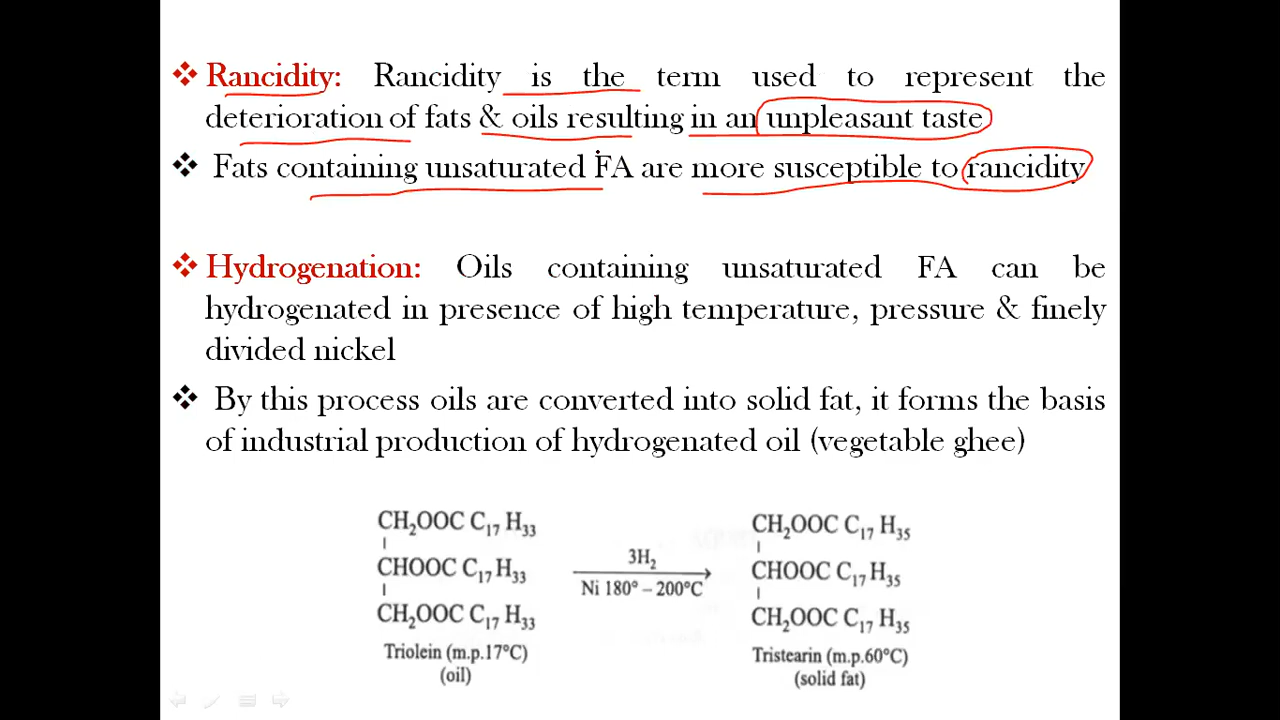 ❖ Rancidity: Rancidity is the term used to represent the
deterioration of fats & oils resulting in an unpleasant taste
❖ Fats containing unsaturated FA are more susceptible to rancidity
❖ Hydrogenation: Oils containing unsaturated FA can be
hydrogenated in presence of high temperature, pressure & finely
divided nickel
❖ By this process oils are converted into solid fat, it forms the basis
of industrial production of hydrogenated oil (vegetable ghee)
CH₂OOC C₁₇ H₃₃
CHOOC C₁₇ H₃₃
CH₂OOC C₁₇ H₃₃
Triolein (m.p.17°C)
(oil)
3H₂
Ni 180° – 200°C
CH₂OOC C₁₇ H₃₅
CHOOC C₁₇ H₃₅
CH₂OOC C₁₇ H₃₅
Tristearin (m.p.60°C)
(solid fat)